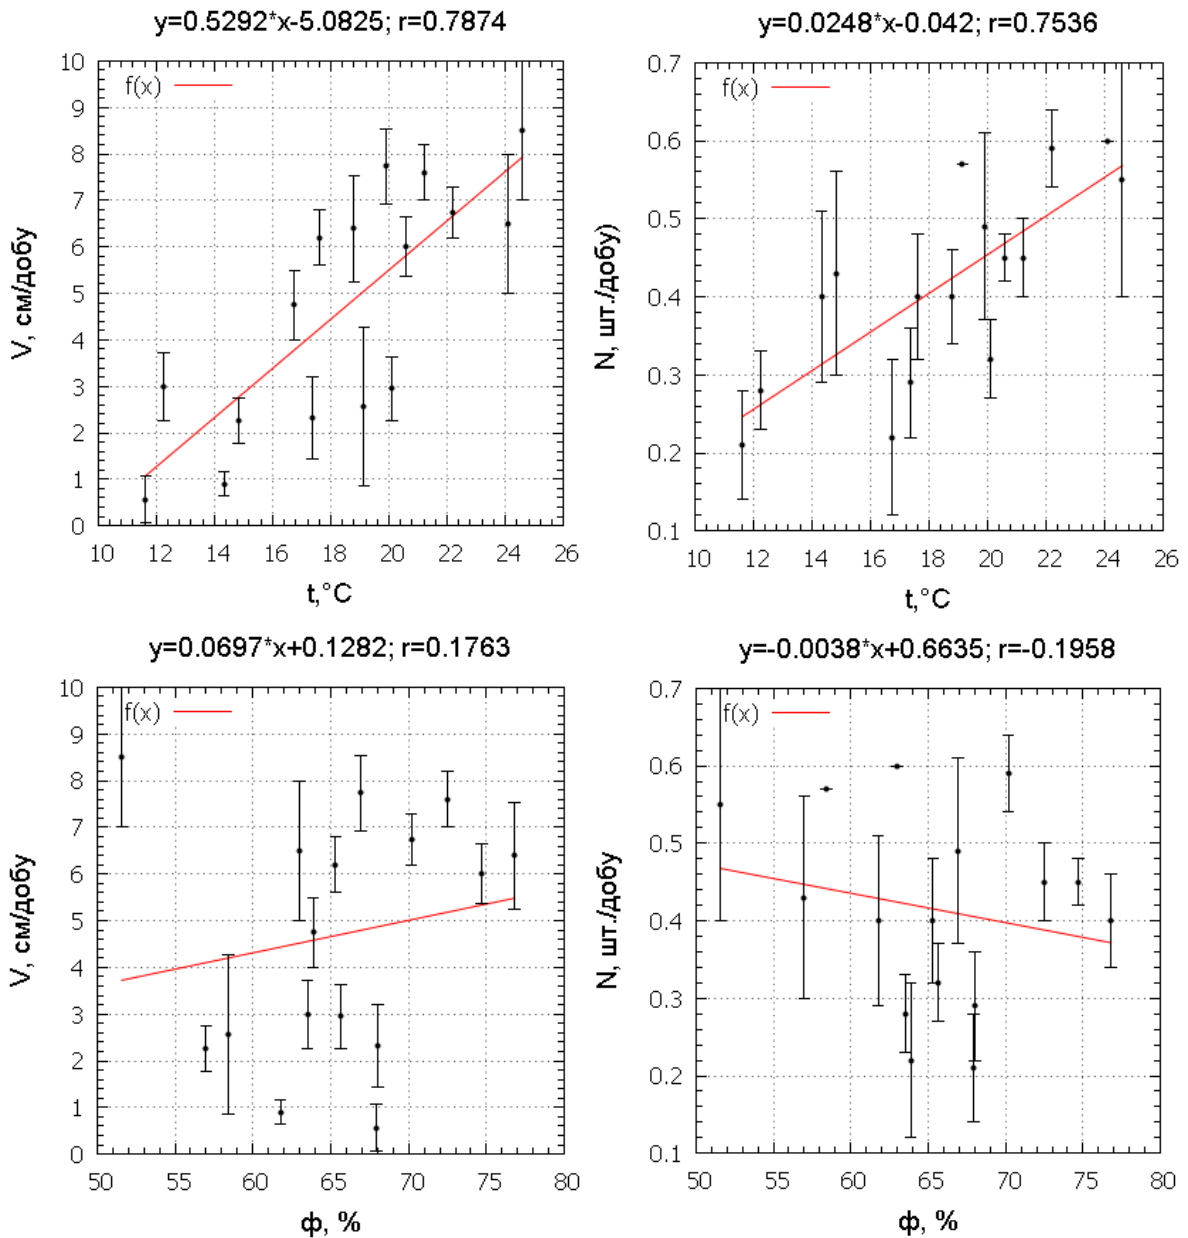 y=0.5292*x-5.0825; r=0.7874
f(x)
10
9
8
7
6
5
4
3
2
1
0
V, см/добу
10 12 14 16 18 20 22 24 26
t,°C
y=0.0248*x-0.042; r=0.7536
f(x)
0.7
0.6
0.5
0.4
0.3
0.2
0.1
N, шт./добу)
10 12 14 16 18 20 22 24 26
t,°C
y=0.0697*x+0.1282; r=0.1763
f(x)
10
9
8
7
6
5
4
3
2
1
0
V, см/добу
50 55 60 65 70 75 80
ф, %
y=-0.0038*x+0.6635; r=-0.1958
f(x)
0.7
0.6
0.5
0.4
0.3
0.2
0.1
N, шт./добу
50 55 60 65 70 75 80
ф, %